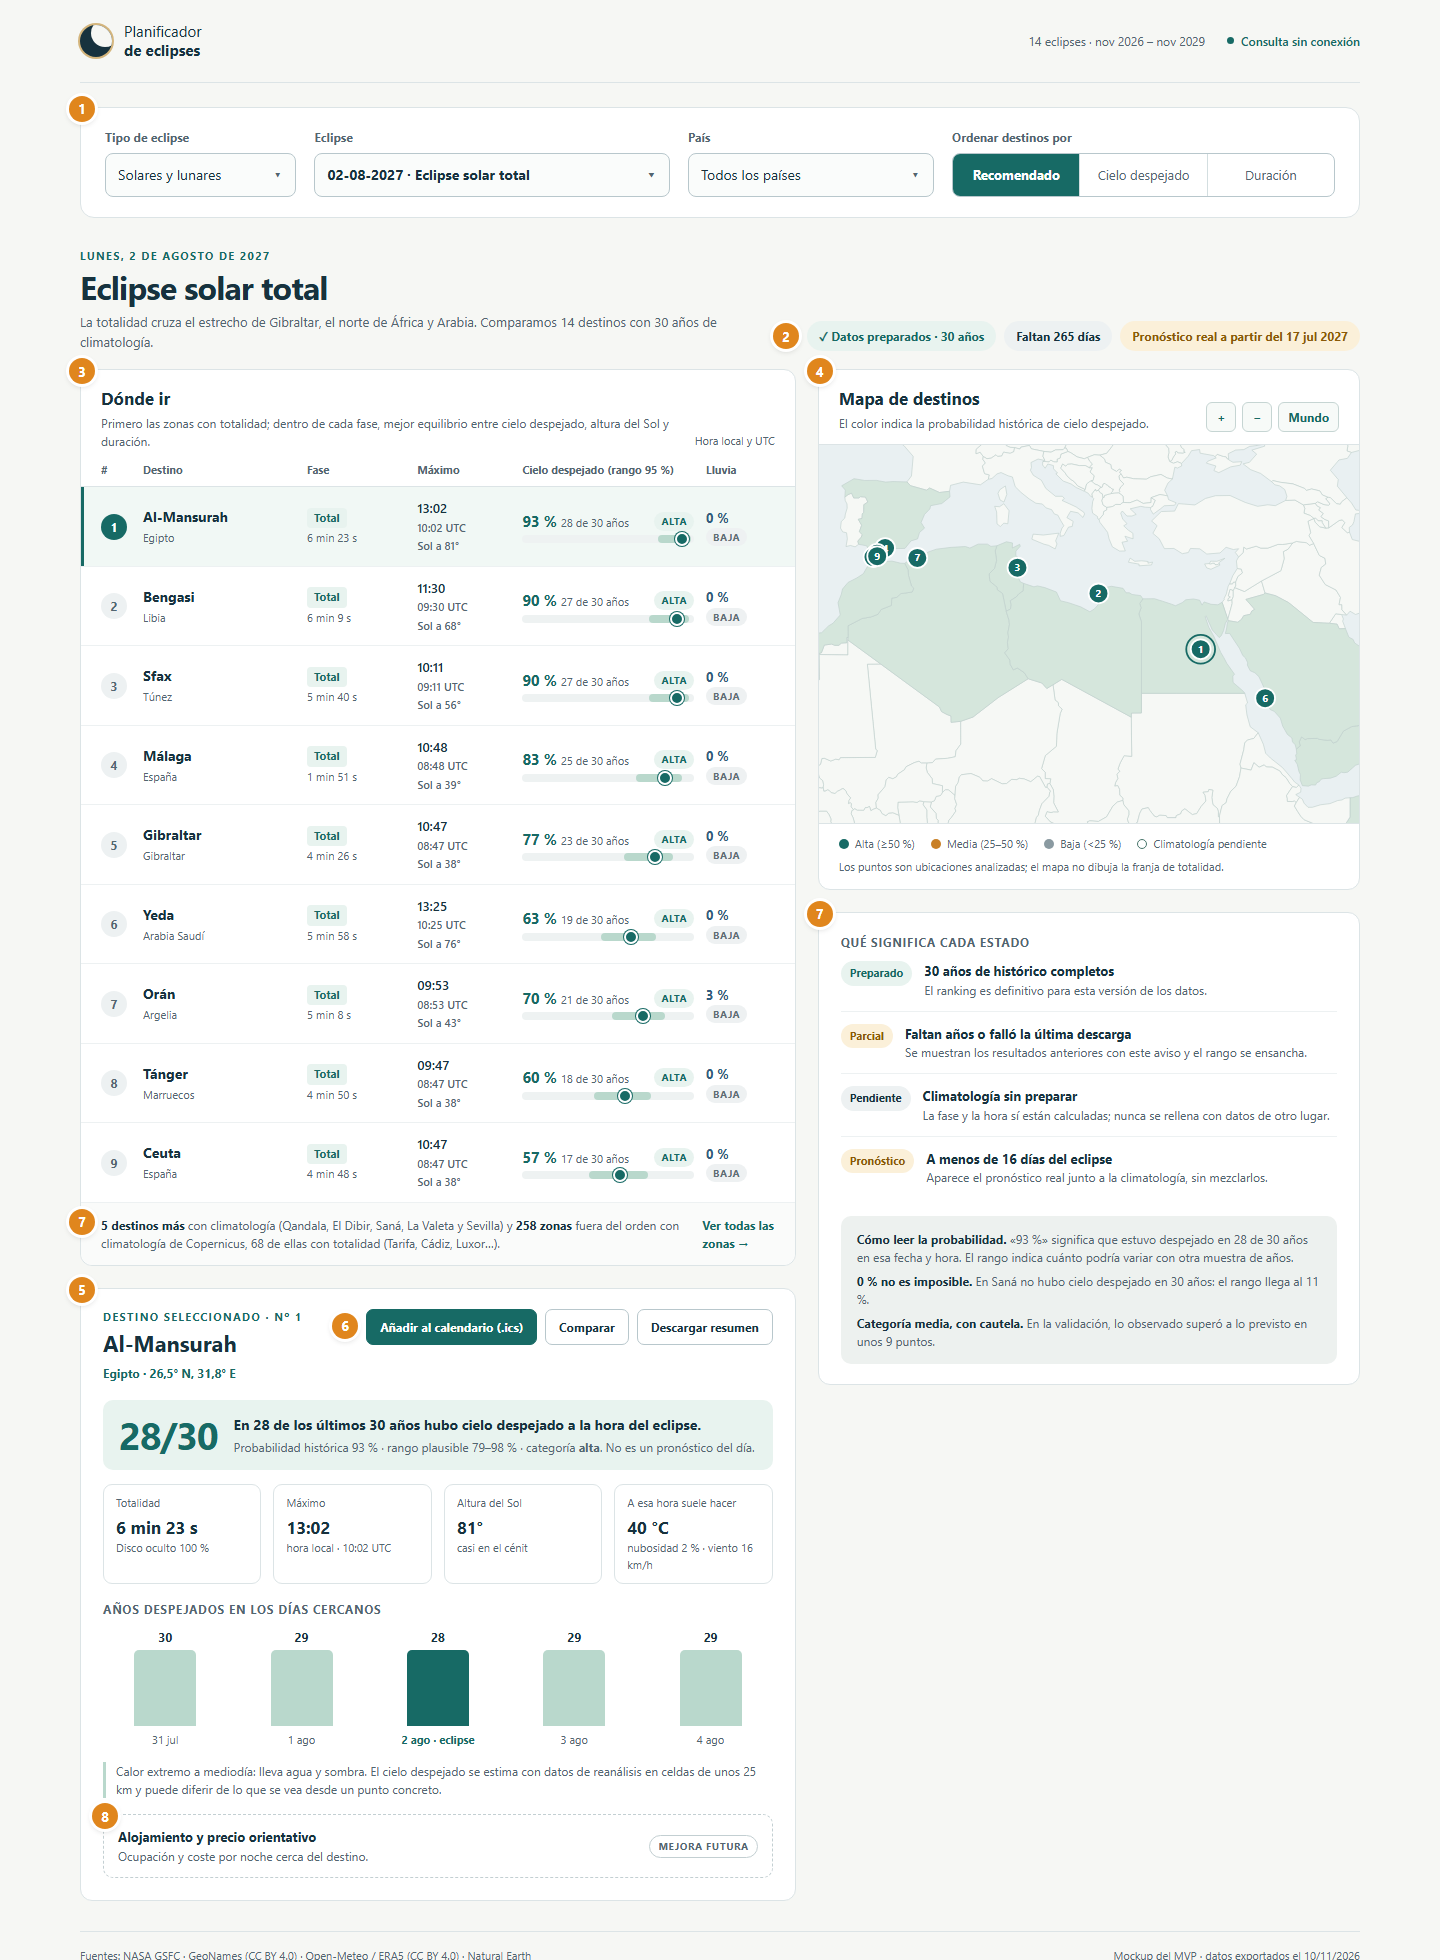 Planificador
de eclipses
14 eclipses · nov 2026 – nov 2029
Consulta sin conexión
1
Tipo de eclipse
Solares y lunares
Eclipse
02-08-2027 · Eclipse solar total
País
Todos los países
Ordenar destinos por
Recomendado
Cielo despejado
Duración
LUNES, 2 DE AGOSTO DE 2027
Eclipse solar total
La totalidad cruza el estrecho de Gibraltar, el norte de África y Arabia. Comparamos 14 destinos con 30 años de
climatología.
2
✓ Datos preparados · 30 años
Faltan 265 días
Pronóstico real a partir del 17 jul 2027
3
Dónde ir
Primero las zonas con totalidad; dentro de cada fase, mejor equilibrio entre cielo despejado, altura del Sol y
duración.
Hora local y UTC
# Destino Fase Máximo Cielo despejado (rango 95 %) Lluvia
1
Al-Mansurah
Egipto
Total
6 min 23 s
13:02
10:02 UTC
Sol a 81°
93 % 28 de 30 años
ALTA
0 %
BAJA
2
Bengasi
Libia
Total
6 min 9 s
11:30
09:30 UTC
Sol a 68°
90 % 27 de 30 años
ALTA
0 %
BAJA
3
Sfax
Túnez
Total
5 min 40 s
10:11
09:11 UTC
Sol a 56°
90 % 27 de 30 años
ALTA
0 %
BAJA
4
Málaga
España
Total
1 min 51 s
10:48
08:48 UTC
Sol a 39°
83 % 25 de 30 años
ALTA
0 %
BAJA
5
Gibraltar
Gibraltar
Total
4 min 26 s
10:47
08:47 UTC
Sol a 38°
77 % 23 de 30 años
ALTA
0 %
BAJA
6
Yeda
Arabia Saudí
Total
5 min 58 s
13:25
10:25 UTC
Sol a 76°
63 % 19 de 30 años
ALTA
0 %
BAJA
7
Orán
Argelia
Total
5 min 8 s
09:53
08:53 UTC
Sol a 43°
70 % 21 de 30 años
ALTA
3 %
BAJA
8
Tánger
Marruecos
Total
4 min 50 s
09:47
08:47 UTC
Sol a 38°
60 % 18 de 30 años
ALTA
0 %
BAJA
9
Ceuta
España
Total
4 min 48 s
10:47
08:47 UTC
Sol a 38°
57 % 17 de 30 años
ALTA
0 %
BAJA
7
5 destinos más con climatología (Qandala, El Dibir, Saná, La Valeta y Sevilla) y 258 zonas fuera del orden con
climatología de Copernicus, 68 de ellas con totalidad (Tarifa, Cádiz, Luxor...).
Ver todas las
zonas →
4
Mapa de destinos
El color indica la probabilidad histórica de cielo despejado.
+
−
Mundo
9
7
3
2
1
6
Alta (≥50 %)
Media (25–50 %)
Baja (<25 %)
Climatología pendiente
Los puntos son ubicaciones analizadas; el mapa no dibuja la franja de totalidad.
7
QUÉ SIGNIFICA CADA ESTADO
Preparado
30 años de histórico completos
El ranking es definitivo para esta versión de los datos.
Parcial
Faltan años o falló la última descarga
Se muestran los resultados anteriores con este aviso y el rango se ensancha.
Pendiente
Climatología sin preparar
La fase y la hora sí están calculadas; nunca se rellena con datos de otro lugar.
Pronóstico
A menos de 16 días del eclipse
Aparece el pronóstico real junto a la climatología, sin mezclarlos.
Cómo leer la probabilidad. «93 %» significa que estuvo despejado en 28 de 30 años
en esa fecha y hora. El rango indica cuánto podría variar con otra muestra de años.
0 % no es imposible. En Saná no hubo cielo despejado en 30 años: el rango llega al 11
%.
Categoría media, con cautela. En la validación, lo observado superó a lo previsto en
unos 9 puntos.
5
DESTINO SELECCIONADO · Nº 1
Al-Mansurah
Egipto · 26,5° N, 31,8° E
6
Añadir al calendario (.ics)
Comparar
Descargar resumen
28/30
En 28 de los últimos 30 años hubo cielo despejado a la hora del eclipse.
Probabilidad histórica 93 % · rango plausible 79–98 % · categoría alta. No es un pronóstico del día.
Totalidad
6 min 23 s
Disco oculto 100 %
Máximo
13:02
hora local · 10:02 UTC
Altura del Sol
81°
casi en el cénit
A esa hora suele hacer
40 °C
nubosidad 2 % · viento 16
km/h
AÑOS DESPEJADOS EN LOS DÍAS CERCANOS
30 29 28 29 29
31 jul 1 ago 2 ago · eclipse 3 ago 4 ago
Calor extremo a mediodía: lleva agua y sombra. El cielo despejado se estima con datos de reanálisis en celdas de unos 25
km y puede diferir de lo que se vea desde un punto concreto.
8
Alojamiento y precio orientativo
Ocupación y coste por noche cerca del destino.
MEJORA FUTURA
Fuentes: NASA GSFC · GeoNames (CC BY 4.0) · Open-Meteo / ERA5 (CC BY 4.0) · Natural Earth
Mockup del MVP · datos exportados el 10/11/2026